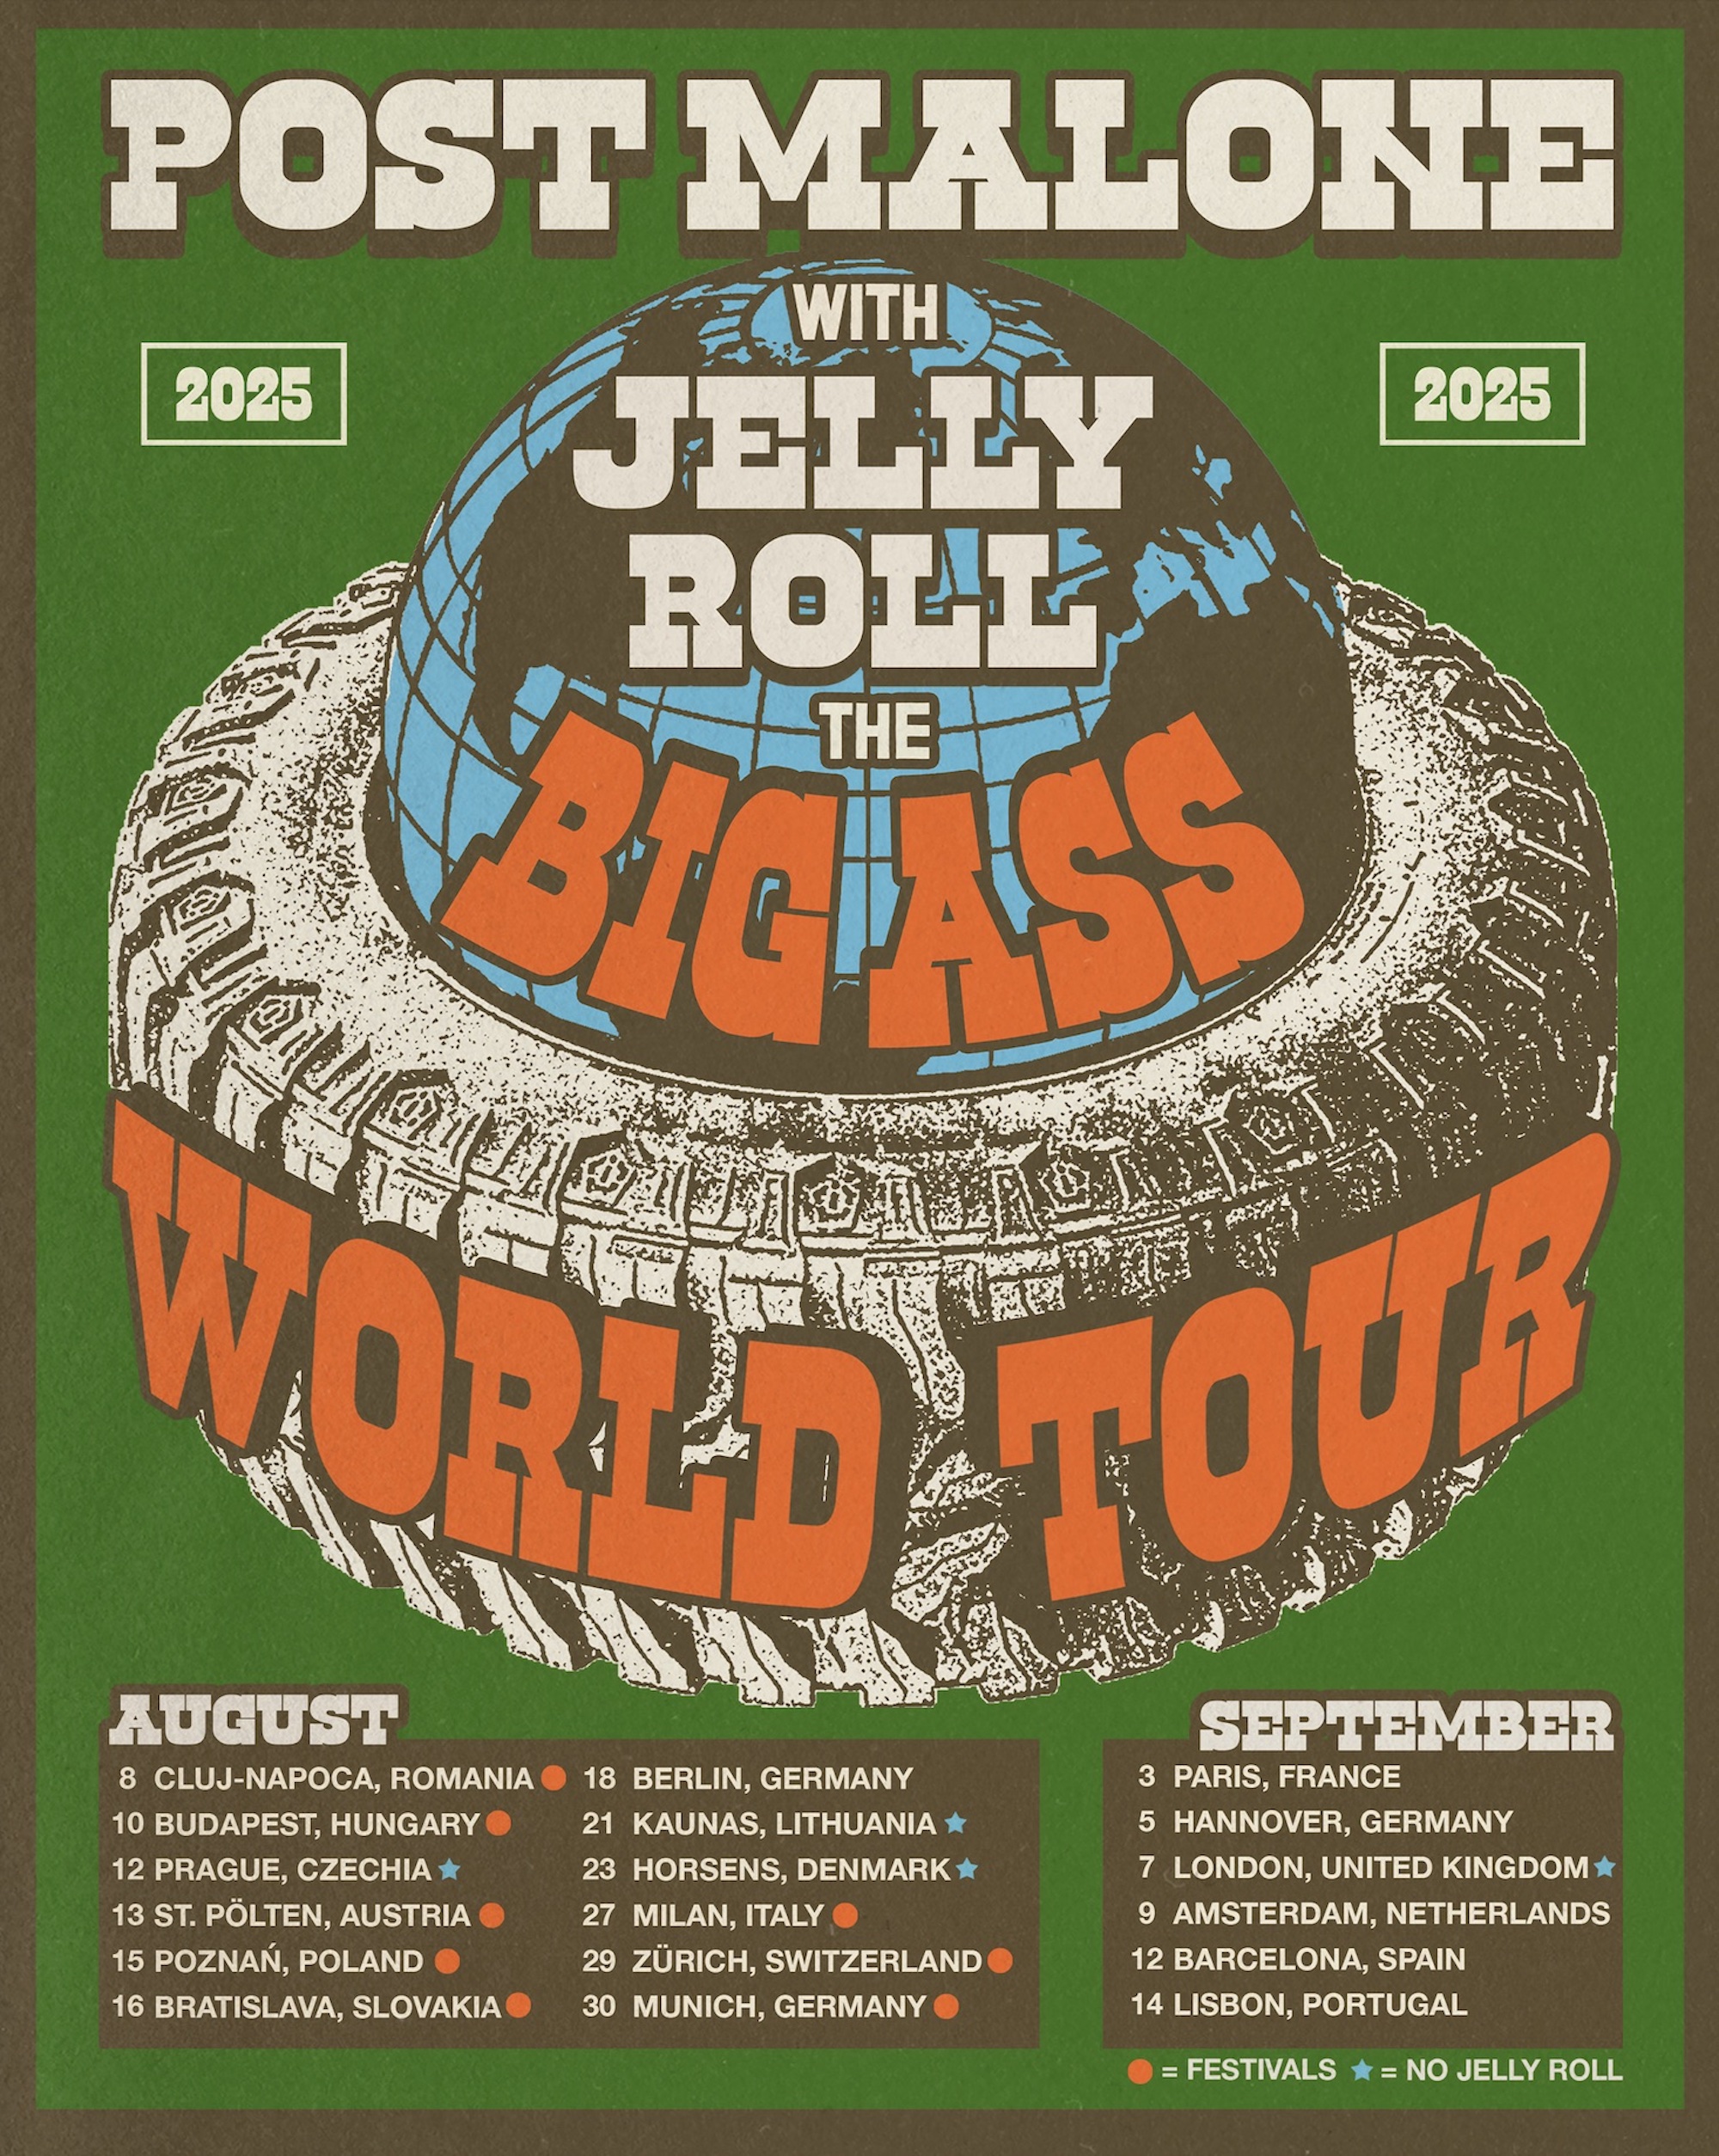 POST MALONE
WITH
2025
2025
JELLY
ROLL
THE
BIG ASS
WORLD TOUR
AUGUST
8 CLUJ-NAPOCA, ROMANIA
10 BUDAPEST, HUNGARY
12 PRAGUE, CZECHIA
13 ST. PÖLTEN, AUSTRIA
15 POZNAŃ, POLAND
16 BRATISLAVA, SLOVAKIA
18 BERLIN, GERMANY
21 KAUNAS, LITHUANIA ★
23 HORSENS, DENMARK ★
27 MILAN, ITALY
29 ZÜRICH, SWITZERLAND
30 MUNICH, GERMANY
SEPTEMBER
3 PARIS, FRANCE
5 HANNOVER, GERMANY
7 LONDON, UNITED KINGDOM ★
9 AMSTERDAM, NETHERLANDS
12 BARCELONA, SPAIN
14 LISBON, PORTUGAL
● = FESTIVALS ★ = NO JELLY ROLL